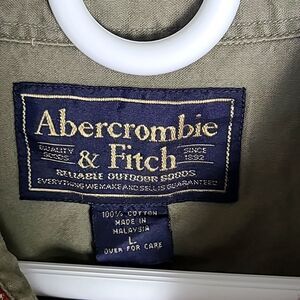 Abercrombie
QUALITY GOODS & Fitch SINCE 1892
RELIABLE OUTDOOR GOODS
EVERYTHING WE MAKE AND SELL IS GUARANTEED
100% COTTON
MADE IN
MALAYSIA
L
OVER FOR CARE